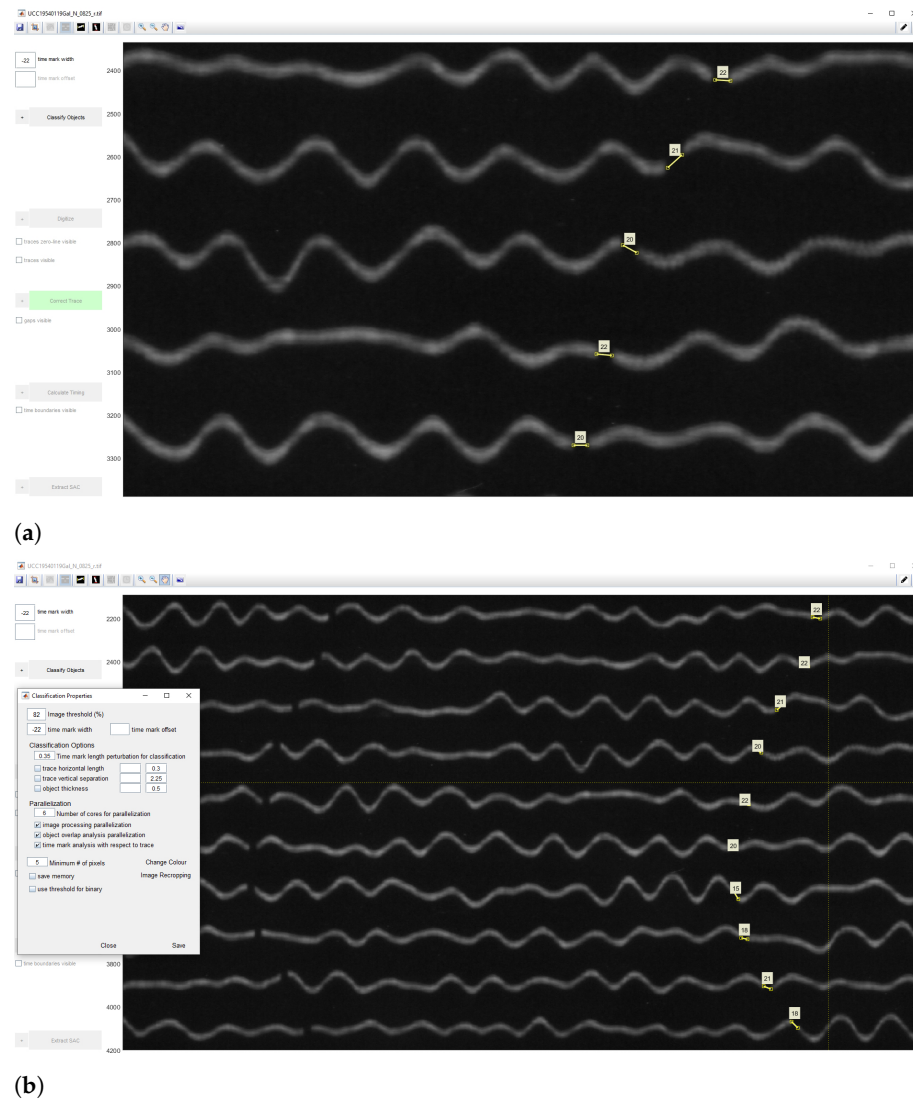 UCC19540119Gal_N_0825_r.tif
-22 time mark width
time mark offset
+ Classify Objects
+ Digitize
traces zero-line visible
traces visible
+ Correct Trace
gaps visible
+ Calculate Timing
time boundaries visible
+ Extract SAC
2400
2500
2600
2700
2800
2900
3000
3100
3200
3300
22
21
20
22
20
(a)
UCC19540119Gal_N_0825_r.tif
-22 time mark width
time mark offset
+ Classify Objects
Classification Properties
82 Image threshold (%)
-22 time mark width time mark offset
Classification Options
0.35 Time mark length perturbation for classification
trace horizontal length 0.3
trace vertical separation 2.25
object thickness 0.5
Parallelization
6 Number of cores for parallelization
image processing parallelization
object overlap analysis parallelization
time mark analysis with respect to trace
5 Minimum # of pixels Change Colour
save memory Image Recropping
use threshold for binary
Close Save
time boundaries visible
+ Extract SAC
2200
2400
3800
4000
4200
22
22
21
20
22
20
15
18
21
18
(b)